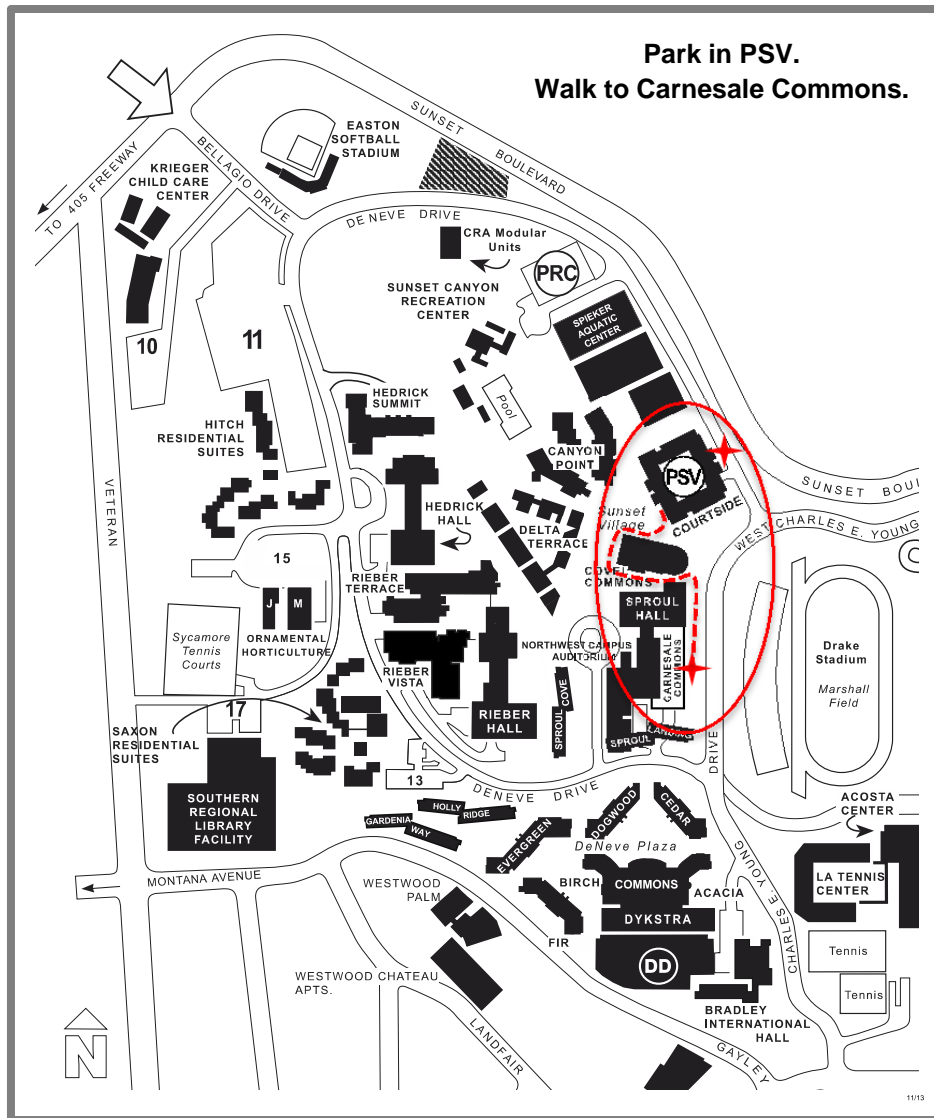 Park in PSV.
Walk to Carnesale Commons.
SUNSET
BOULEVARD
EASTON
SOFTBALL
STADIUM
BELLAGIO DRIVE
KRIEGER
CHILD CARE
CENTER
TO 405 FREEWAY
DE NEVE DRIVE
CRA Modular
Units
PRC
SUNSET CANYON
RECREATION
CENTER
SPIEKER
AQUATIC
CENTER
10
11
Pool
HEDRICK
SUMMIT
HITCH
RESIDENTIAL
SUITES
CANYON
POINT
PSV
COURTSIDE
SUNSET
WEST CHARLES E. YOUNG
VETERAN
HEDRICK
HALL
DELTA
TERRACE
Sunset
Village
COVEL
COMMONS
15
RIEBER
TERRACE
SPROUL
HALL
J
M
ORNAMENTAL
HORTICULTURE
Sycamore
Tennis
Courts
NORTHWEST CAMPUS
AUDITORIUM
CARNESALE
COMMONS
Drake
Stadium
Marshall
Field
RIEBER
VISTA
17
SAXON
RESIDENTIAL
SUITES
RIEBER
HALL
SPROUL
COVE
SPROUL
LANDING
DRIVE
13
DENEVE DRIVE
SOUTHERN
REGIONAL
LIBRARY
FACILITY
HOLLY
RIDGE
GARDENIA
WAY
EVERGREEN
DOGWOOD
CEDAR
ACOSTA
CENTER
DeNeve Plaza
MONTANA AVENUE
WESTWOOD
PALM
BIRCH
COMMONS
ACACIA
CHARLES E. YOUNG
LA TENNIS
CENTER
DYKSTRA
FIR
DD
Tennis
Tennis
WESTWOOD CHATEAU
APTS.
BRADLEY
INTERNATIONAL
HALL
LANDFAIR
GAYLEY
N
11/13